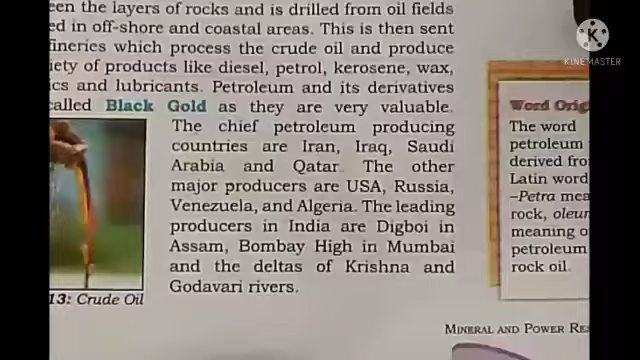 een the layers of rocks and is drilled from oil fields
ed in off-shore and coastal areas. This is then sent
fineries which process the crude oil and produce
iety of products like diesel, petrol, kerosene, wax,
ics and lubricants. Petroleum and its derivatives
called Black Gold as they are very valuable.
The chief petroleum producing
countries are Iran, Iraq, Saudi
Arabia and Qatar. The other
major producers are USA, Russia,
Venezuela, and Algeria. The leading
producers in India are Digboi in
Assam, Bombay High in Mumbai
and the deltas of Krishna and
Godavari rivers.
13: Crude Oil
Word Orig
The word
petroleum
derived fro
Latin word
–Petra mea
rock, oleur
meaning o
petroleum
rock oil.
MINERAL AND POWER RES
KINEMASTER